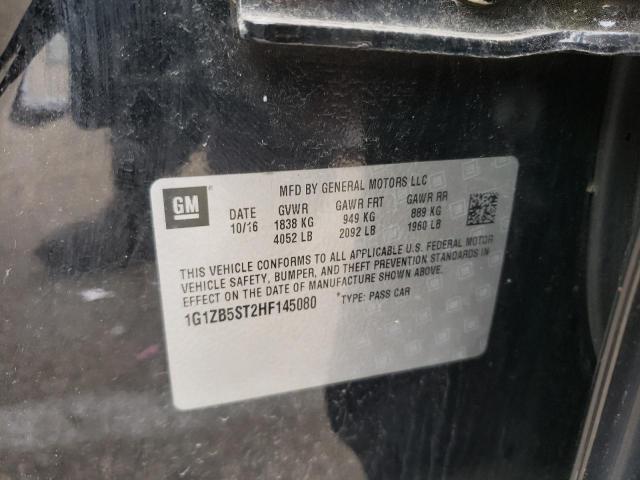 MFD BY GENERAL MOTORS LLC
GM
DATE GVWR GAWR FRT GAWR RR
10/16 1838 KG 949 KG 889 KG
4052 LB 2092 LB 1960 LB
THIS VEHICLE CONFORMS TO ALL APPLICABLE U.S. FEDERAL MOTOR
VEHICLE SAFETY, BUMPER, AND THEFT PREVENTION STANDARDS IN
EFFECT ON THE DATE OF MANUFACTURE SHOWN ABOVE.
1G1ZB5ST2HF145080 *TYPE: PASS CAR